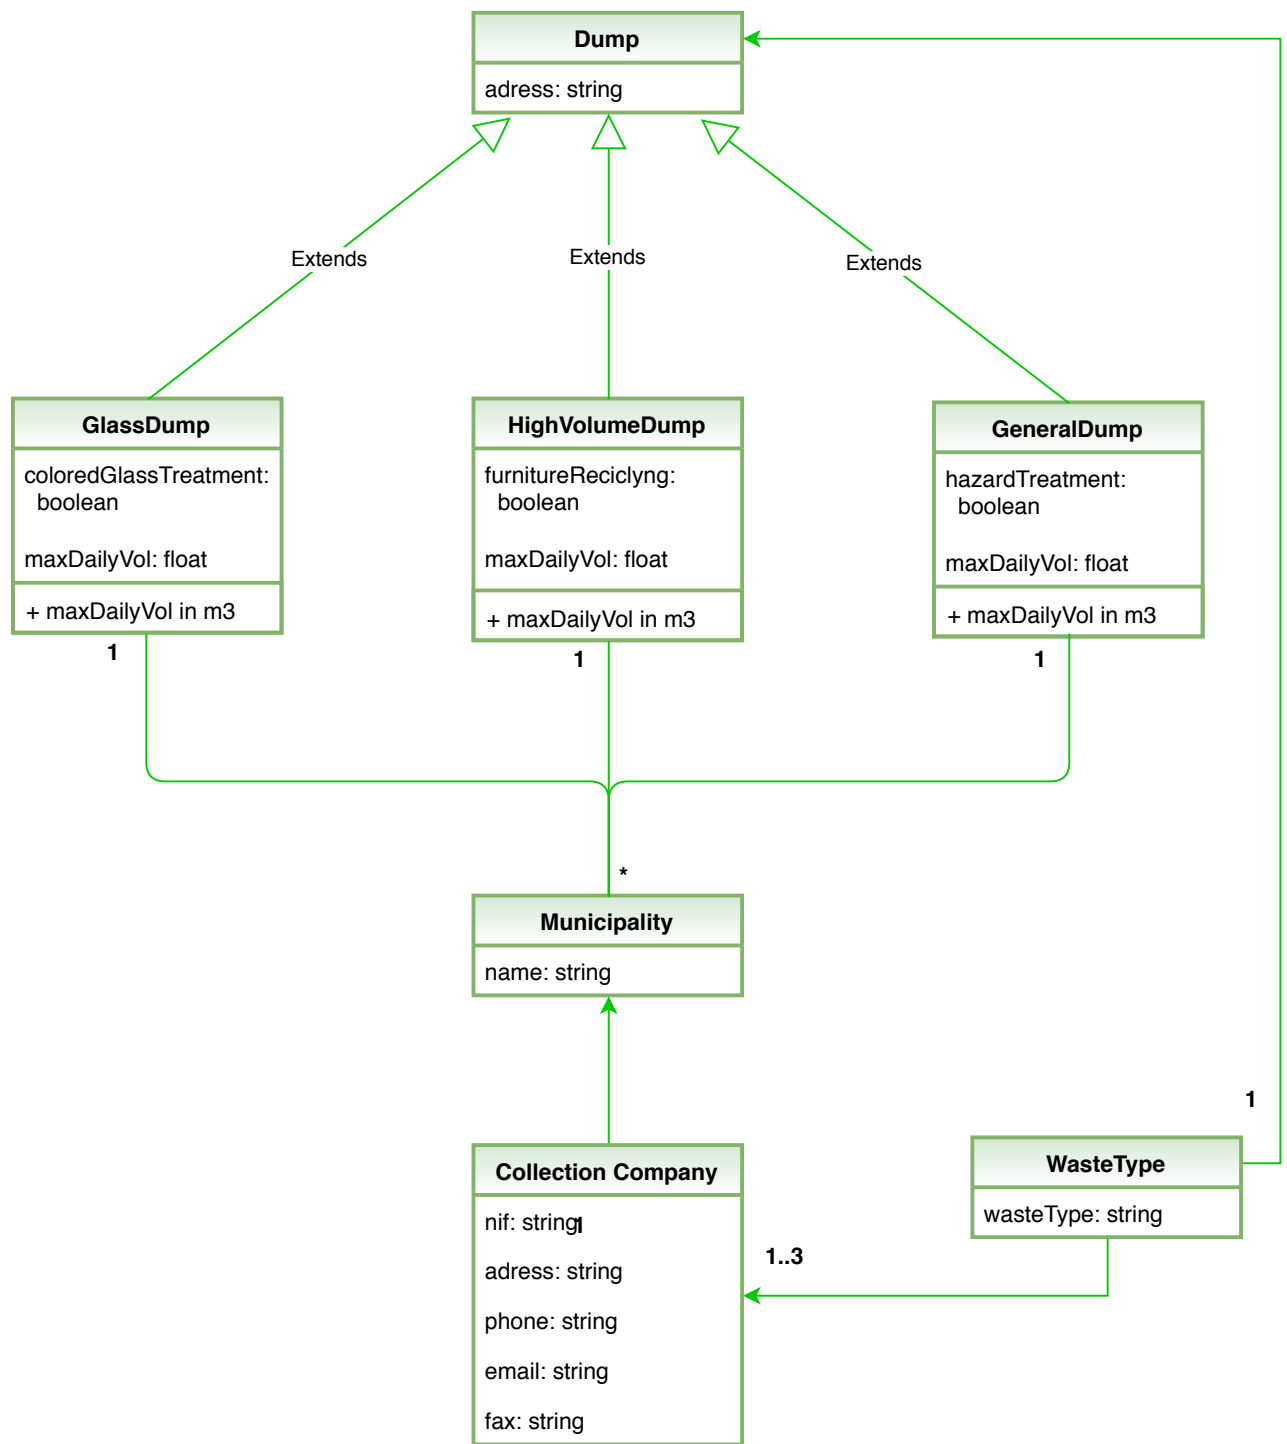 Dump
adress: string
Extends
Extends
Extends
GlassDump
coloredGlassTreatment:
boolean
maxDailyVol: float
+ maxDailyVol in m3
HighVolumeDump
furnitureReciclyng:
boolean
maxDailyVol: float
+ maxDailyVol in m3
GeneralDump
hazardTreatment:
boolean
maxDailyVol: float
+ maxDailyVol in m3
1
1
1
*
Municipality
name: string
1
Collection Company
nif: string
1
adress: string
phone: string
email: string
fax: string
WasteType
wasteType: string
1..3